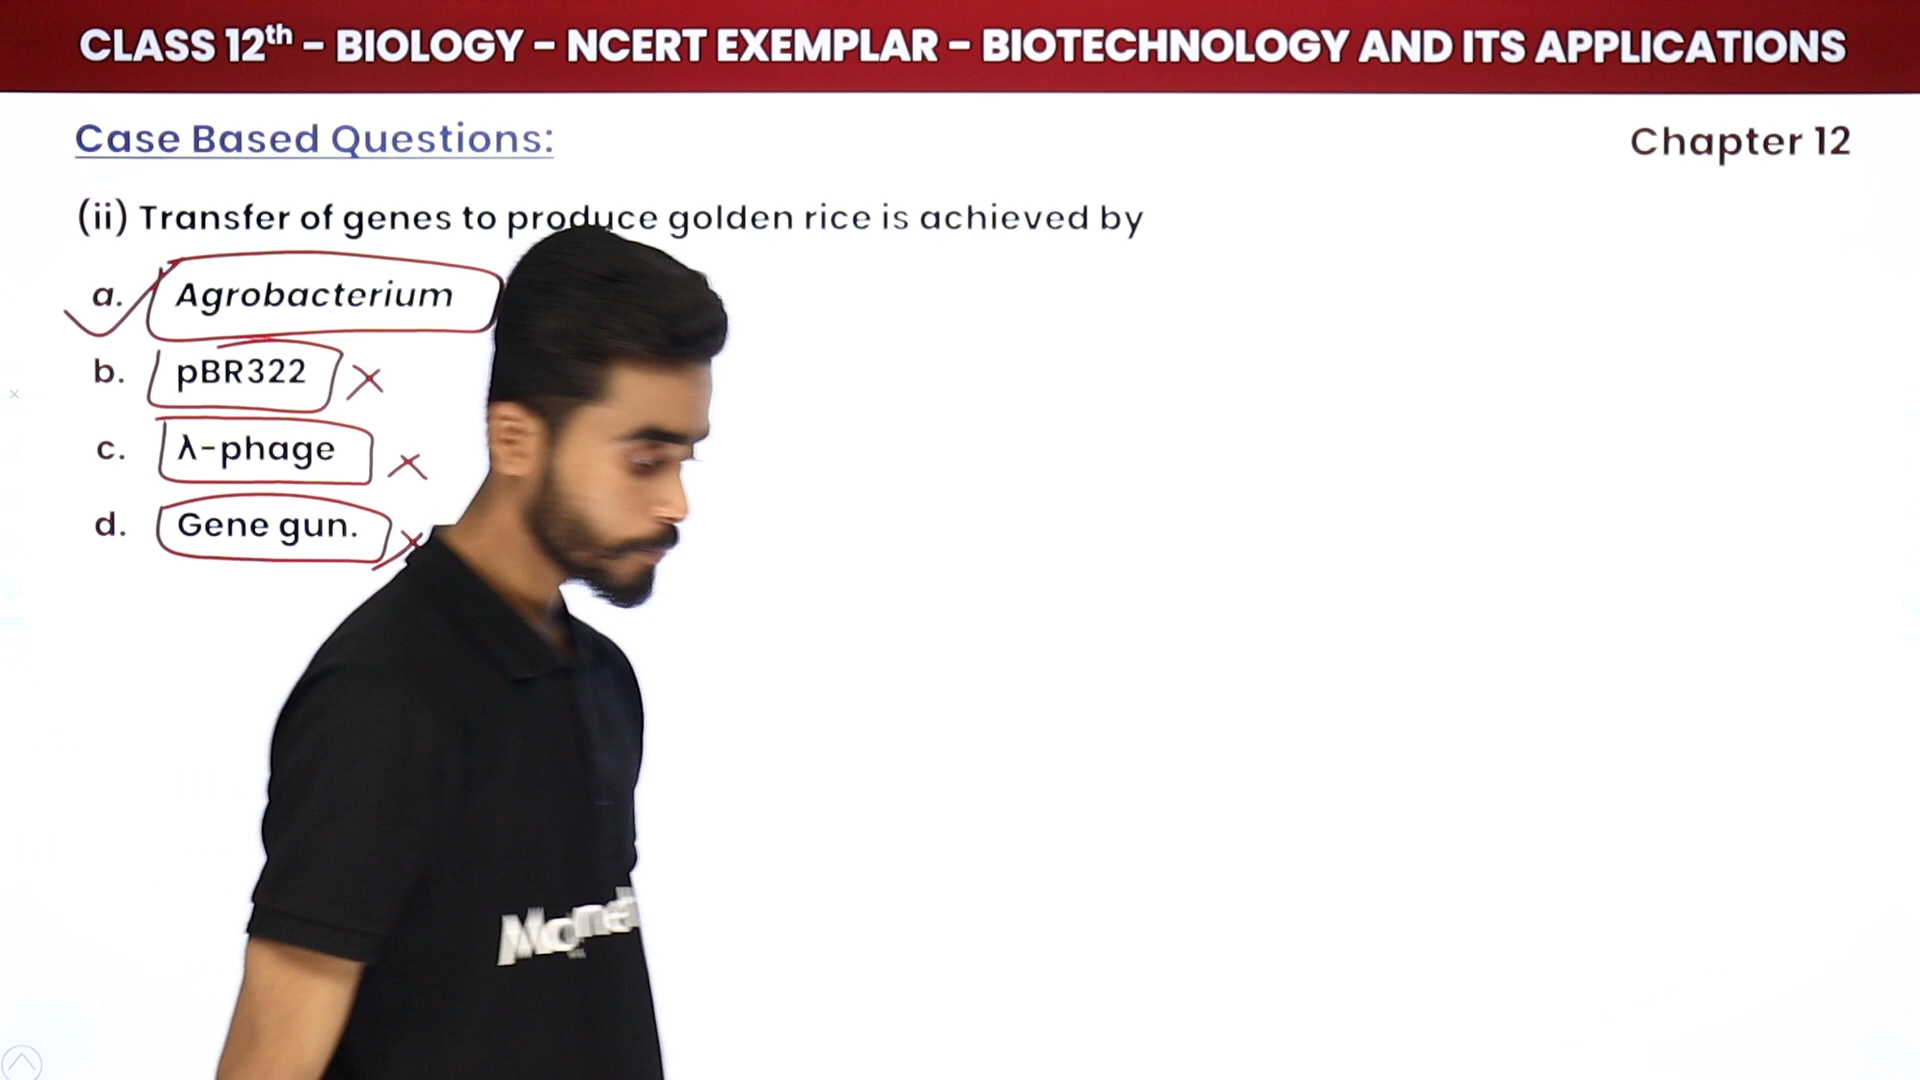 CLASS 12th – BIOLOGY – NCERT EXEMPLAR – BIOTECHNOLOGY AND ITS APPLICATIONS
Case Based Questions:
Chapter 12
(ii) Transfer of genes to produce golden rice is achieved by
a. Agrobacterium
b. pBR322
c. λ-phage
d. Gene gun.